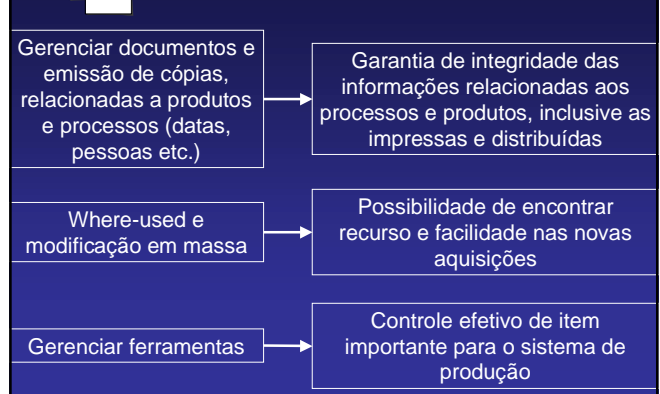 Gerenciar documentos e
emissão de cópias,
relacionadas a produtos
e processos (datas,
pessoas etc.)
Garantia de integridade das
informações relacionadas aos
processos e produtos, inclusive as
impressas e distribuídas
Where-used e
modificação em massa
Possibilidade de encontrar
recurso e facilidade nas novas
aquisições
Gerenciar ferramentas
Controle efetivo de item
importante para o sistema de
produção